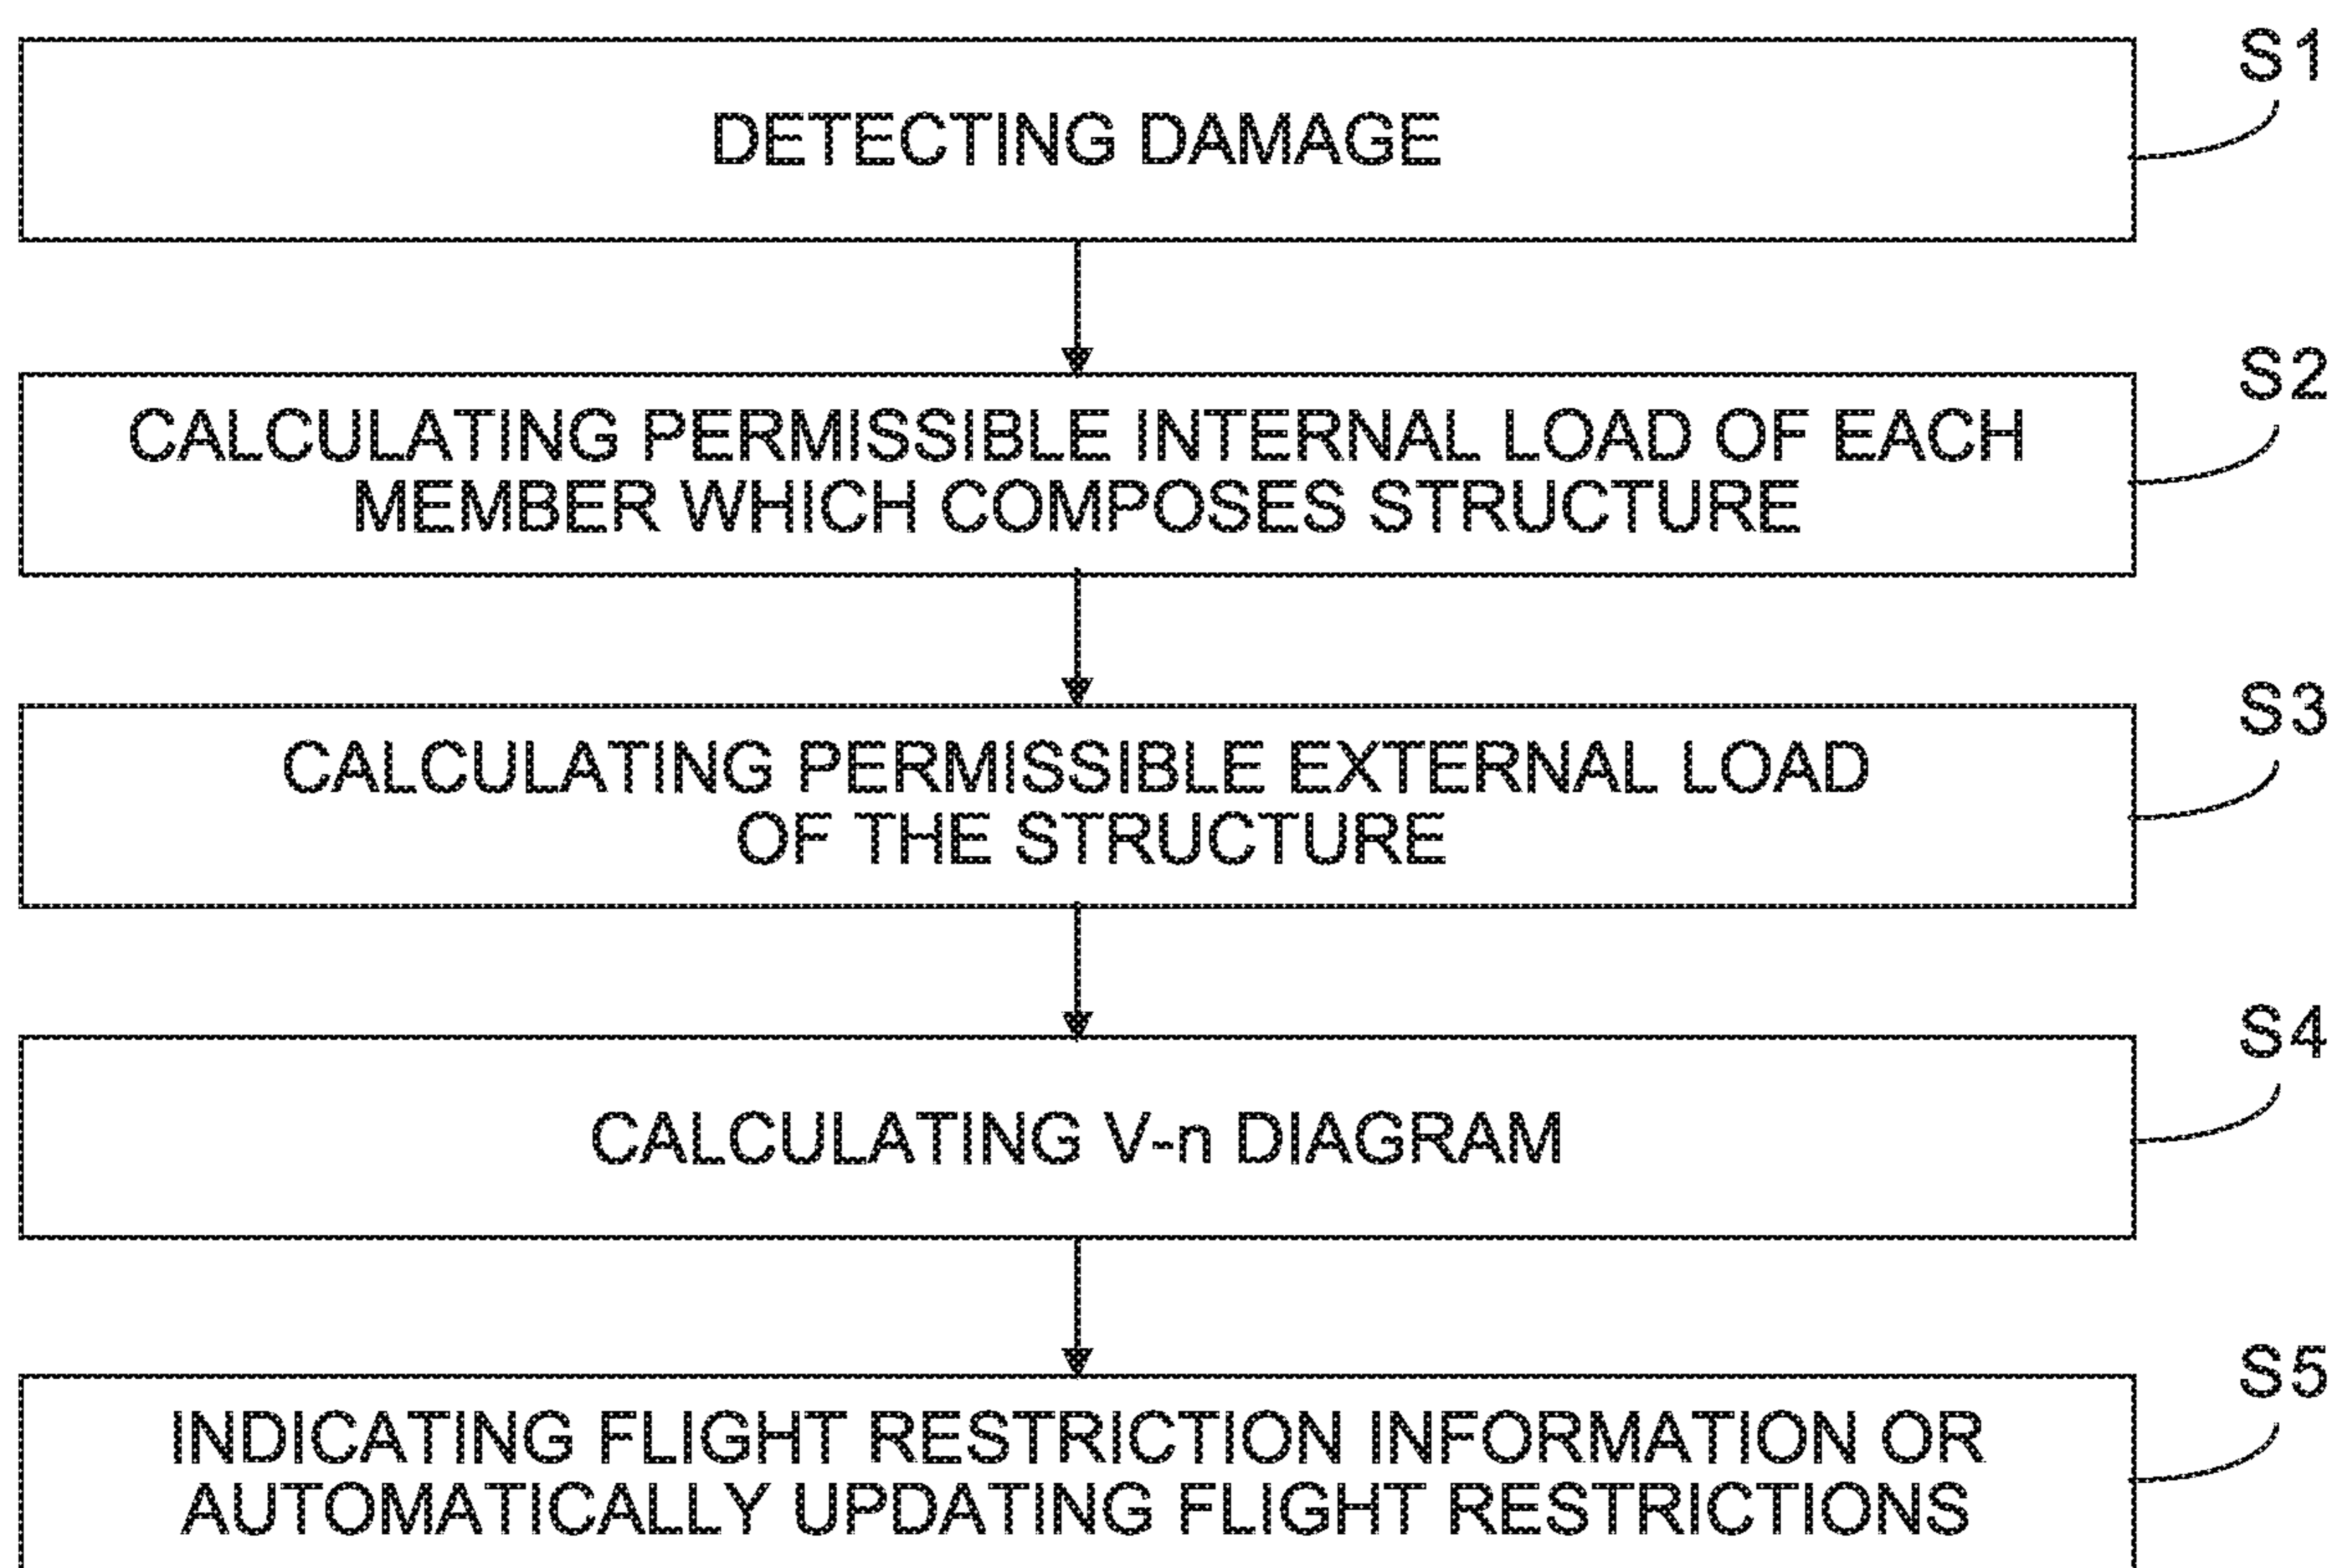 S1
DETECTING DAMAGE
S2
CALCULATING PERMISSIBLE INTERNAL LOAD OF EACH
MEMBER WHICH COMPOSES STRUCTURE
S3
CALCULATING PERMISSIBLE EXTERNAL LOAD
OF THE STRUCTURE
S4
CALCULATING V-n DIAGRAM
S5
INDICATING FLIGHT RESTRICTION INFORMATION OR
AUTOMATICALLY UPDATING FLIGHT RESTRICTIONS